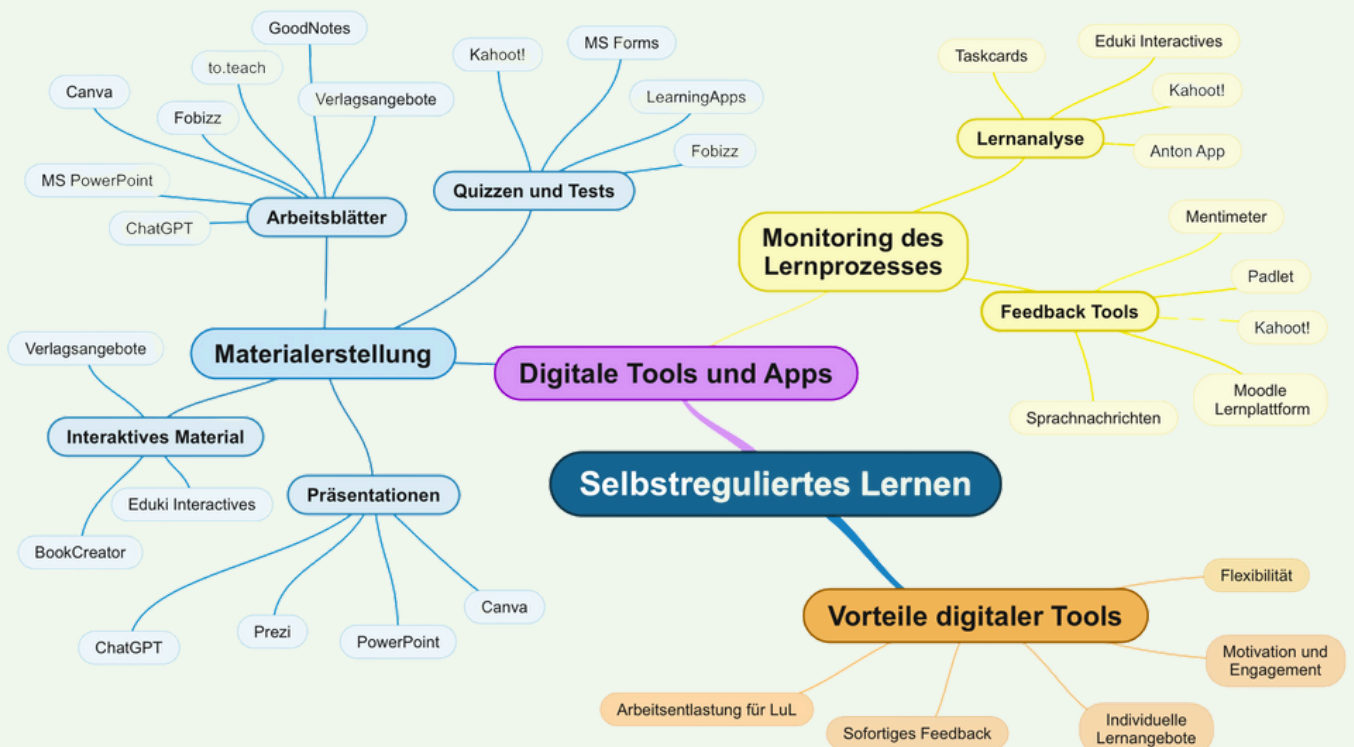 GoodNotes
Kahoot!
MS Forms
Taskcards
Eduki Interactives
to.teach
Canva
Verlagsangebote
LearningApps
Kahoot!
Fobizz
Lernanalyse
Fobizz
Anton App
MS PowerPoint
Quizzen und Tests
Arbeitsblätter
ChatGPT
Mentimeter
Monitoring des
Lernprozesses
Padlet
Feedback Tools
Kahoot!
Verlagsangebote
Materialerstellung
Digitale Tools und Apps
Moodle
Lernplattform
Sprachnachrichten
Interaktives Material
Selbstreguliertes Lernen
Präsentationen
Eduki Interactives
BookCreator
Flexibilität
Canva
Vorteile digitaler Tools
Prezi
PowerPoint
ChatGPT
Motivation und
Engagement
Arbeitsentlastung für LuL
Individuelle
Lernangebote
Sofortiges Feedback